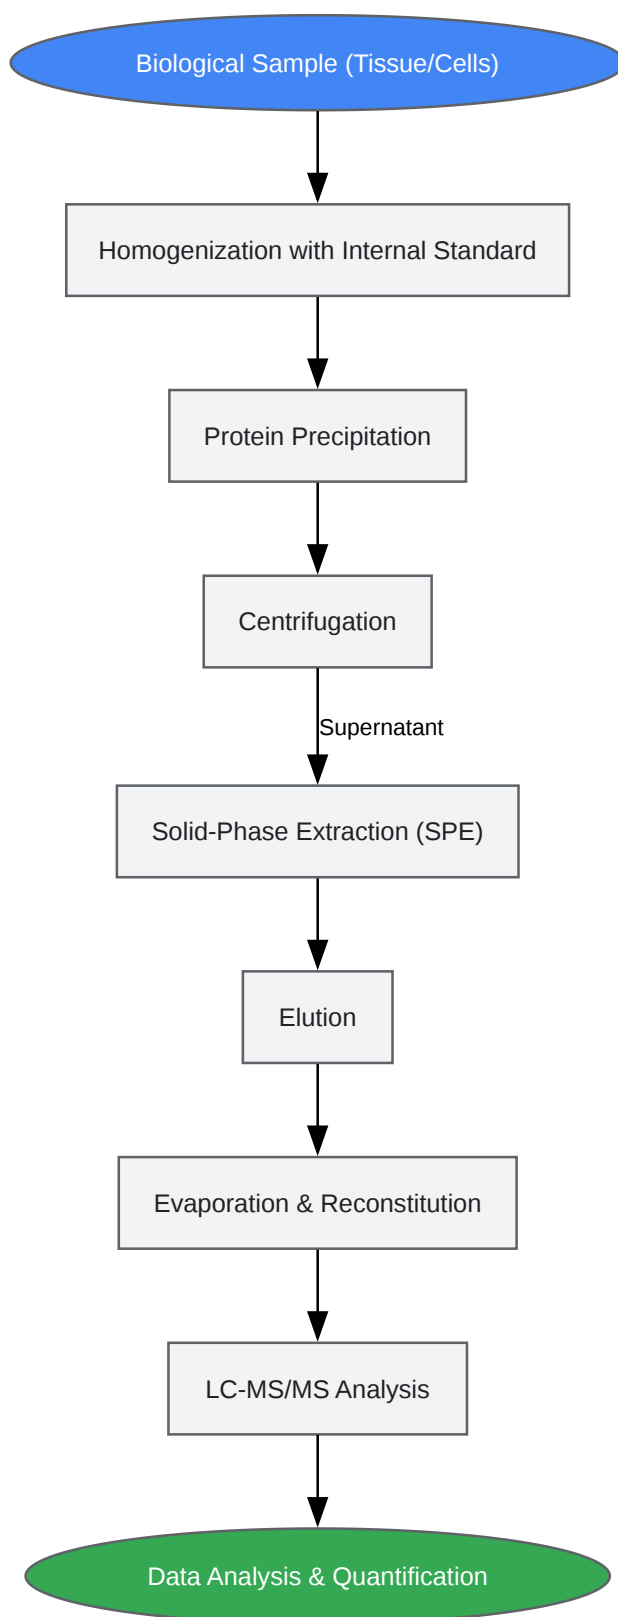 Biological Sample (Tissue/Cells)
Homogenization with Internal Standard
Protein Precipitation
Centrifugation
Supernatant
Solid-Phase Extraction (SPE)
Elution
Evaporation & Reconstitution
LC-MS/MS Analysis
Data Analysis & Quantification